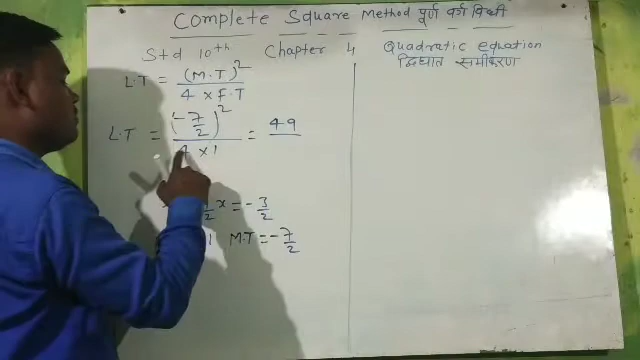 Complete Square Method पूर्ण वर्ग विधी
Std 10th Chapter 4 Quadratic equation
द्विघात समीकरण
L.T = (M.T)² / 4 × F.T
L.T = (-7/2)² / 4 × 1 = 49
x = -3/2
M.T = -7/2